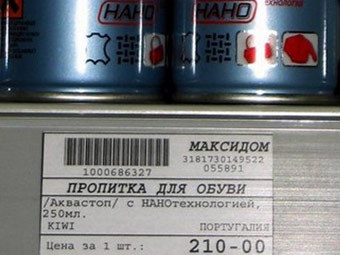 НАНО
НАНО
ТЕХНОЛОГИИ
МАКСИДОМ
3181730149522
1000686327
055891
ПРОПИТКА ДЛЯ ОБУВИ
/Аквастоп/ с НАНОтехнологией,
250мл.
KIWI ПОРТУГАЛИЯ
Цена за 1 шт.: 210-00